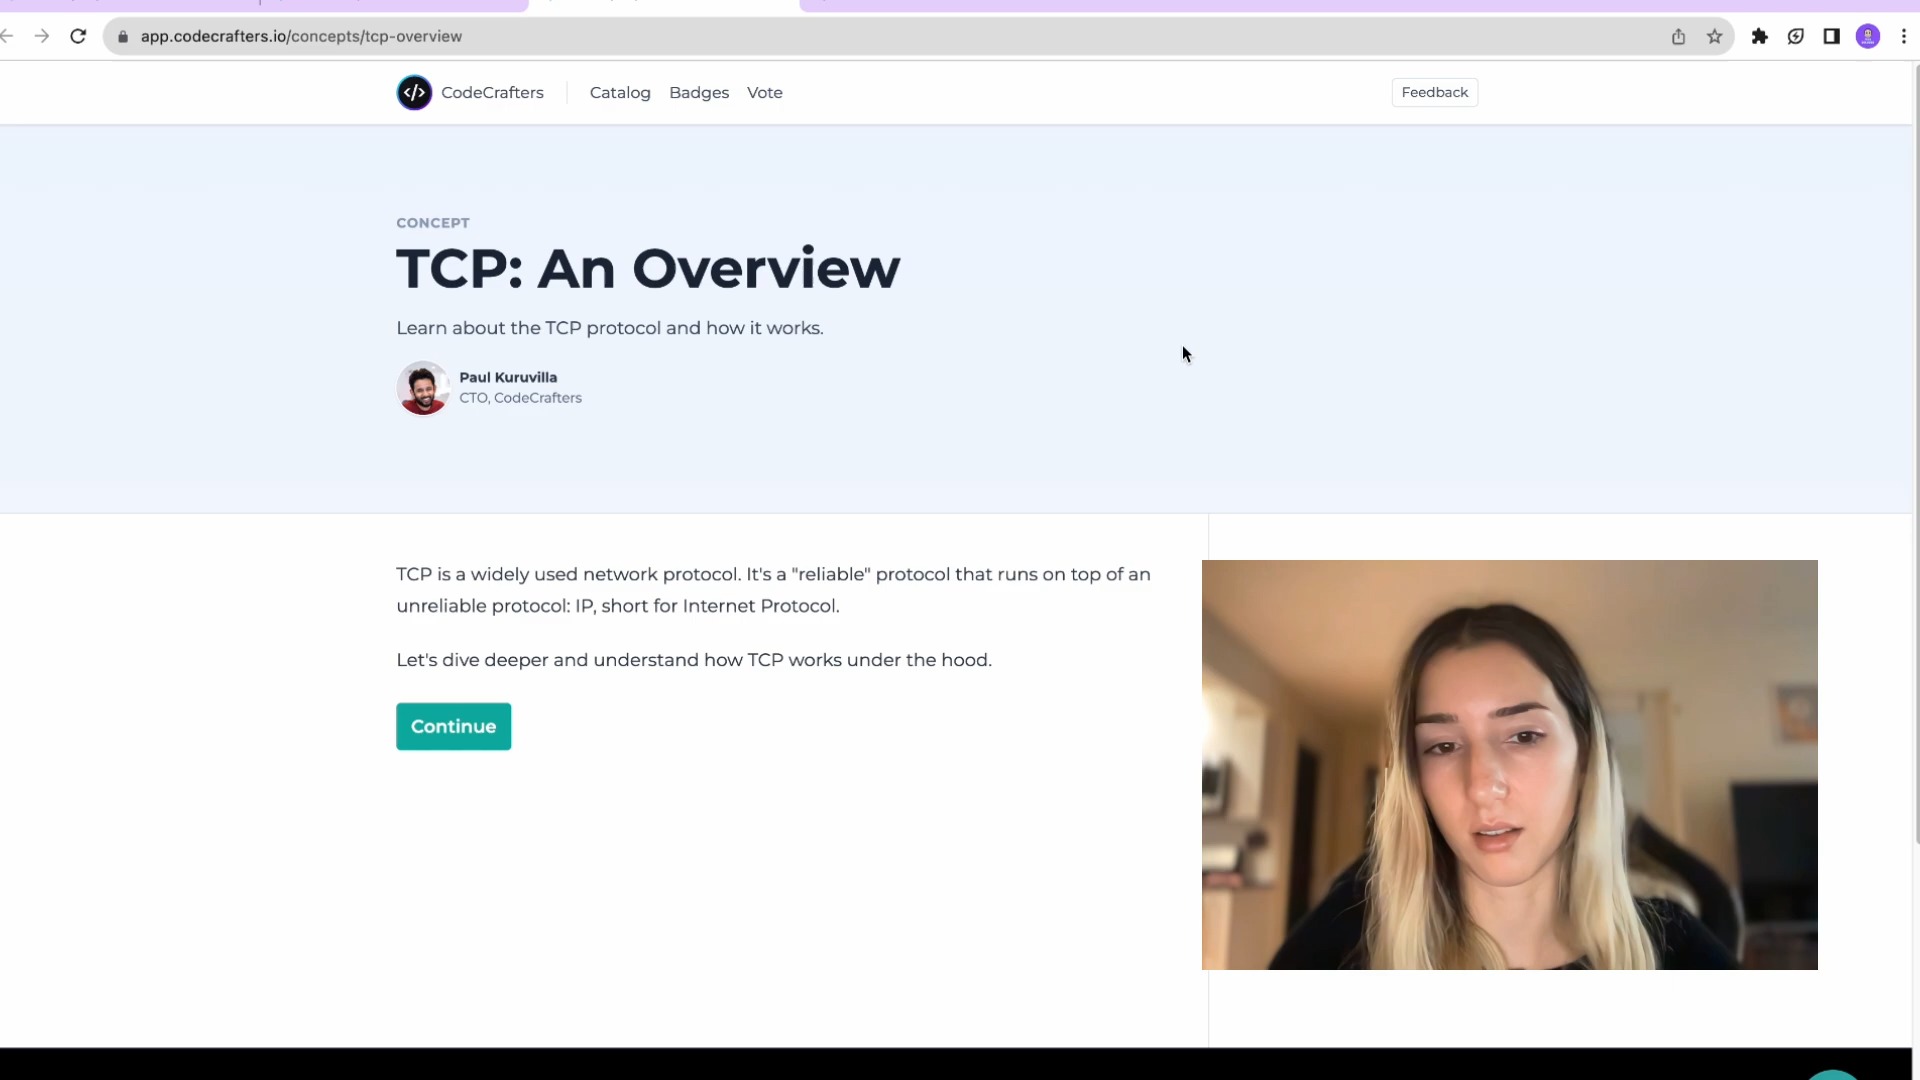 app.codecrafters.io/concepts/tcp-overview
CodeCrafters
Catalog
Badges
Vote
Feedback
CONCEPT
TCP: An Overview
Learn about the TCP protocol and how it works.
Paul Kuruvilla
CTO, CodeCrafters
TCP is a widely used network protocol. It's a "reliable" protocol that runs on top of an
unreliable protocol: IP, short for Internet Protocol.
Let's dive deeper and understand how TCP works under the hood.
Continue